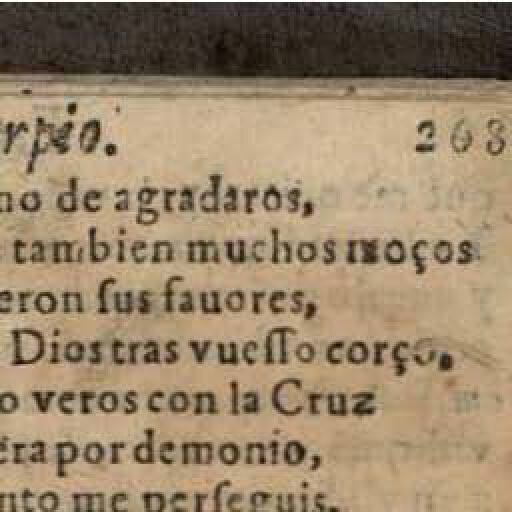 rpio. 268
no de agradaros,
tambien muchos moços
eron ſus fauores,
Dios tras vueſſo corço.
o veros con la Cruz
era por demonio,
nto me perſeguis.